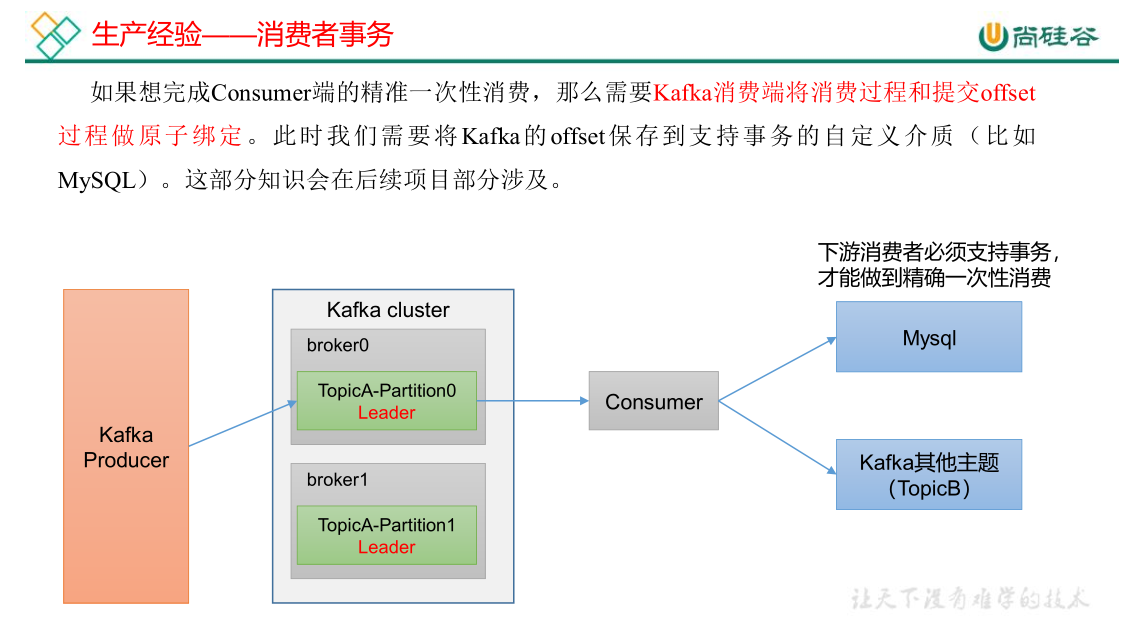 生产经验——消费者事务
尚硅谷
如果想完成Consumer端的精准一次性消费，那么需要Kafka消费端将消费过程和提交offset
过程做原子绑定。此时我们需要将Kafka的offset保存到支持事务的自定义介质（比如
MySQL）。这部分知识会在后续项目部分涉及。
下游消费者必须支持事务，
才能做到精确一次性消费
Kafka cluster
broker0
TopicA-Partition0
Leader
broker1
TopicA-Partition1
Leader
Kafka
Producer
Consumer
Mysql
Kafka其他主题
（TopicB）
让天下没有难学的技术